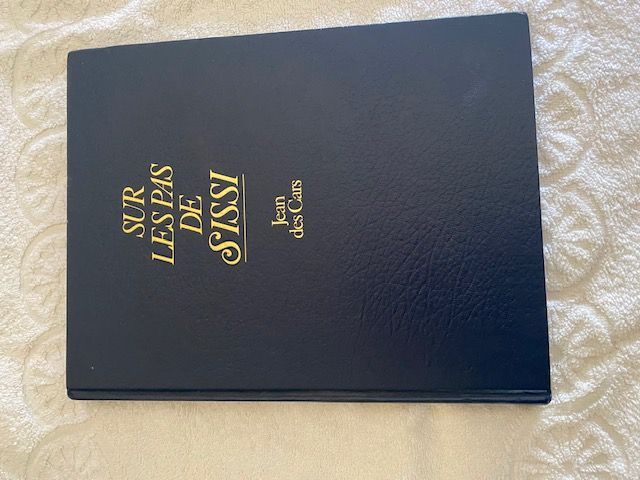 SUR
LES PAS
DE
SISSI
Jean
des Cars